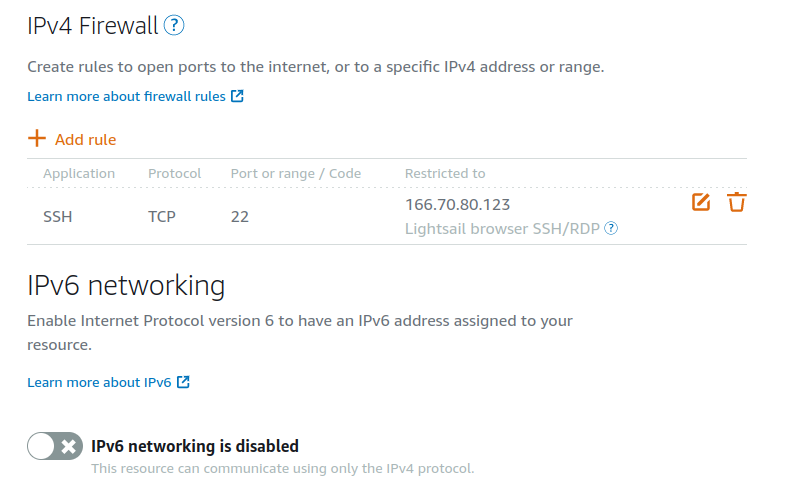 IPv4 Firewall ?
Create rules to open ports to the internet, or to a specific IPv4 address or range.
Learn more about firewall rules
+ Add rule
Application Protocol Port or range / Code Restricted to
SSH TCP 22 166.70.80.123
Lightsail browser SSH/RDP ?
IPv6 networking
Enable Internet Protocol version 6 to have an IPv6 address assigned to your
resource.
Learn more about IPv6
IPv6 networking is disabled
This resource can communicate using only the IPv4 protocol.